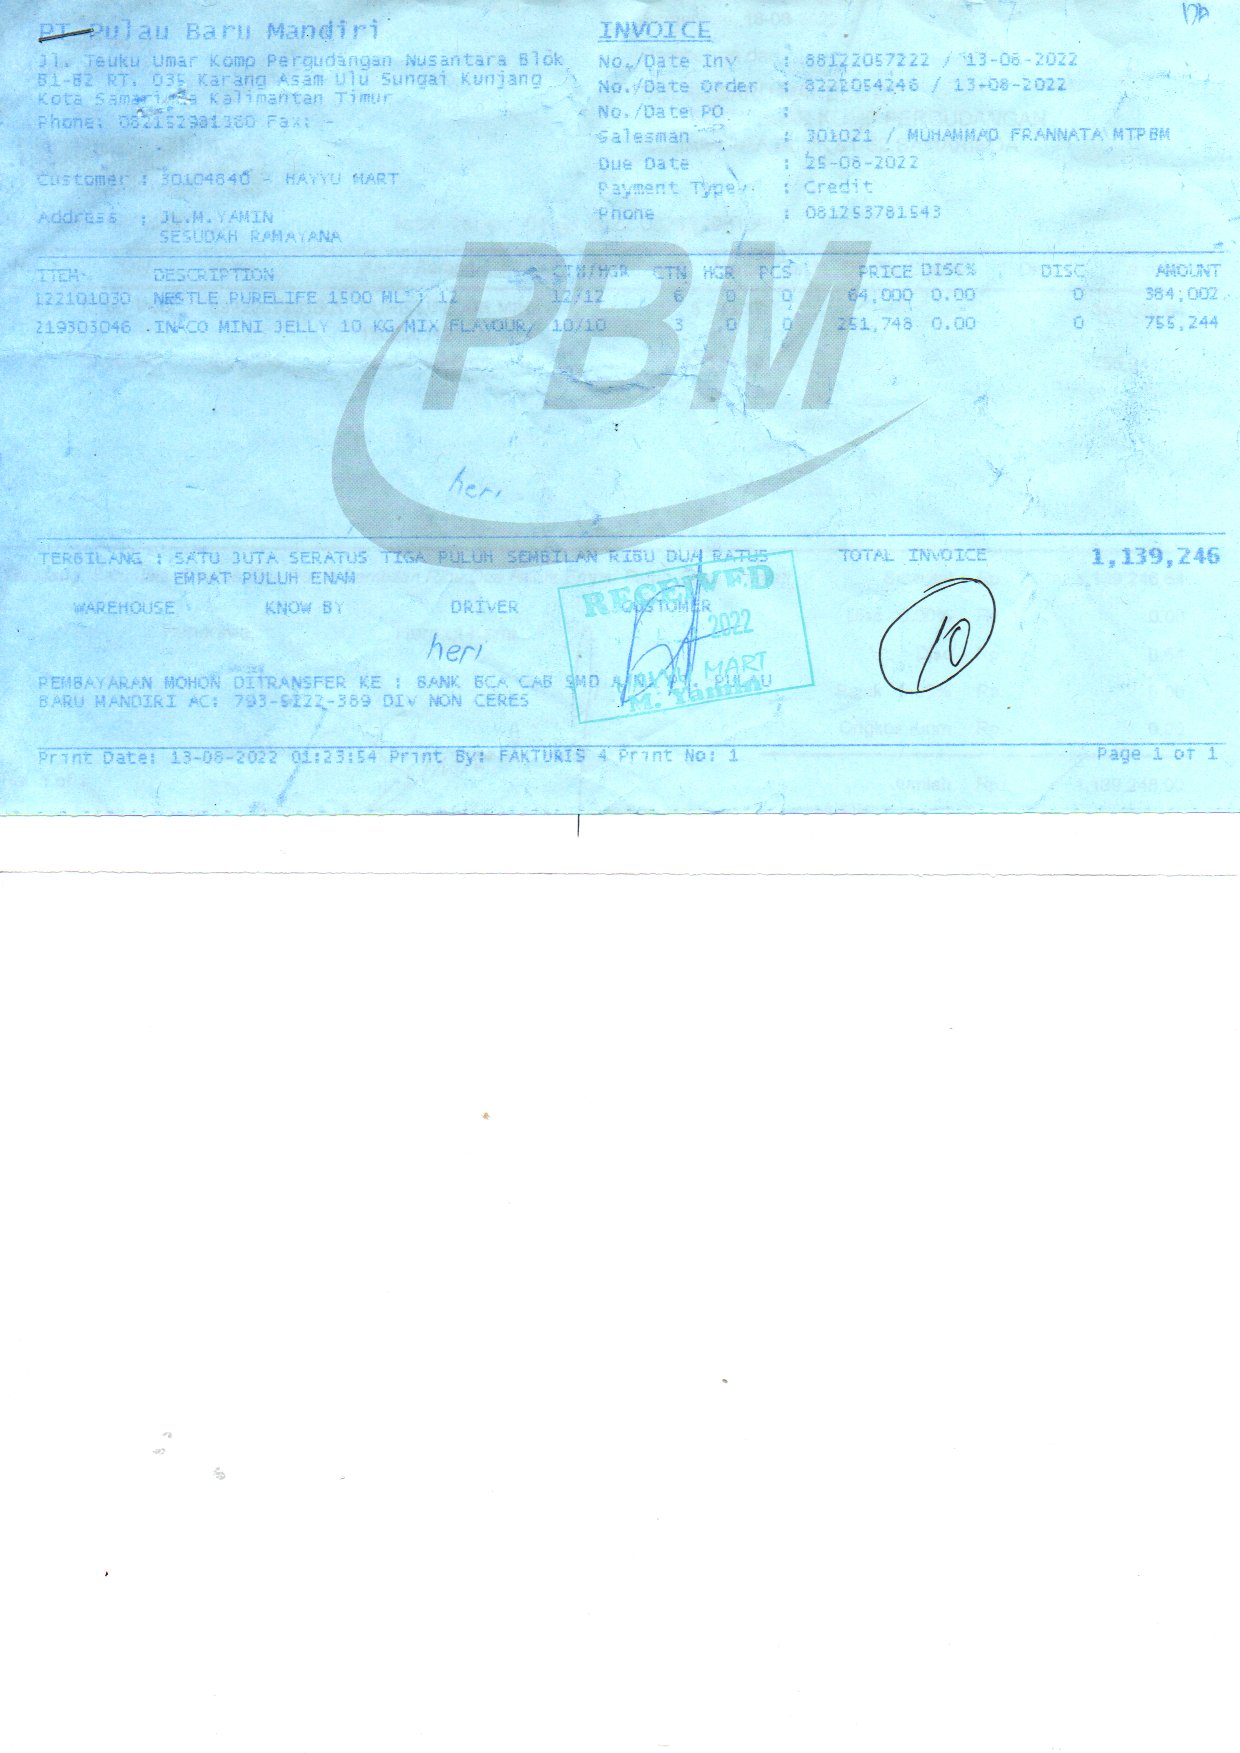 PT Pulau Baru Mandiri
Jl. Teuku Umar Komp Pergudangan Nusantara Blok
B1-B2 RT. 035 Karang Asam Ulu Sungai Kunjang
Kota Samarinda Kalimantan Timur
Phone: 082152981360 Fax: -
Customer : 30104840 - HAYYU MART
Address : JL.M.YAMIN
SESUDAH RAMAYANA
INVOICE
No./Date Inv : 88122057222 / 13-08-2022
No./Date Order : 8222054246 / 13-08-2022
No./Date PO :
Salesman : 301021 / MUHAMMAD FRANNATA MTPBM
Due Date : 25-08-2022
Payment Type : Credit
Phone : 081253781543
ITEM DESCRIPTION CTN/HGR CTN HGR PCS PRICE DISC% DISC AMOUNT
122101030 NESTLE PURELIFE 1500 ML 12 12/12 6 0 0 64,000 0.00 0 384,002
219303046 INACO MINI JELLY 10 KG MIX FLAVOUR/ 10/10 3 0 0 251,748 0.00 0 755,244
PBM
heri
TERBILANG : SATU JUTA SERATUS TIGA PULUH SEMBILAN RIBU DUA RATUS
EMPAT PULUH ENAM
TOTAL INVOICE 1,139,246
WAREHOUSE KNOW BY DRIVER CUSTOMER
RECEIVED
2022
MART
M. Yamin
heri
10
PEMBAYARAN MOHON DITRANSFER KE : BANK BCA CAB SMD A/N PT. PULAU
BARU MANDIRI AC: 793-5222-389 DIV NON CERES
Print Date: 13-08-2022 01:23:54 Print By: FAKTURIS 4 Print No: 1
Page 1 of 1